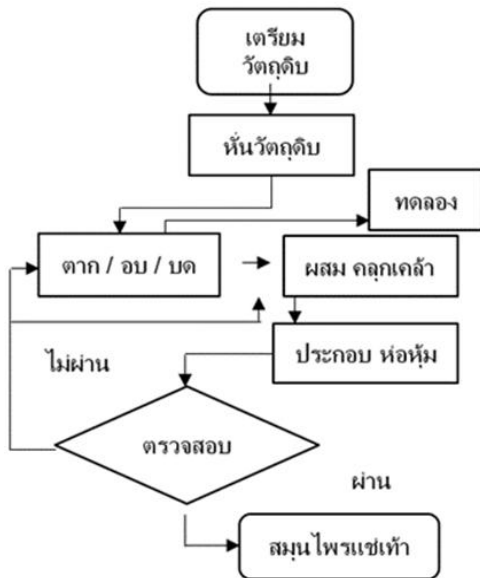 เตรียม
วัตถุดิบ
หั่นวัตถุดิบ
ทดลอง
ตาก / อบ / บด
ผสม คลุกเคล้า
ประกอบ ห่อหุ้ม
ไม่ผ่าน
ตรวจสอบ
ผ่าน
สมุนไพรแช่เท้า